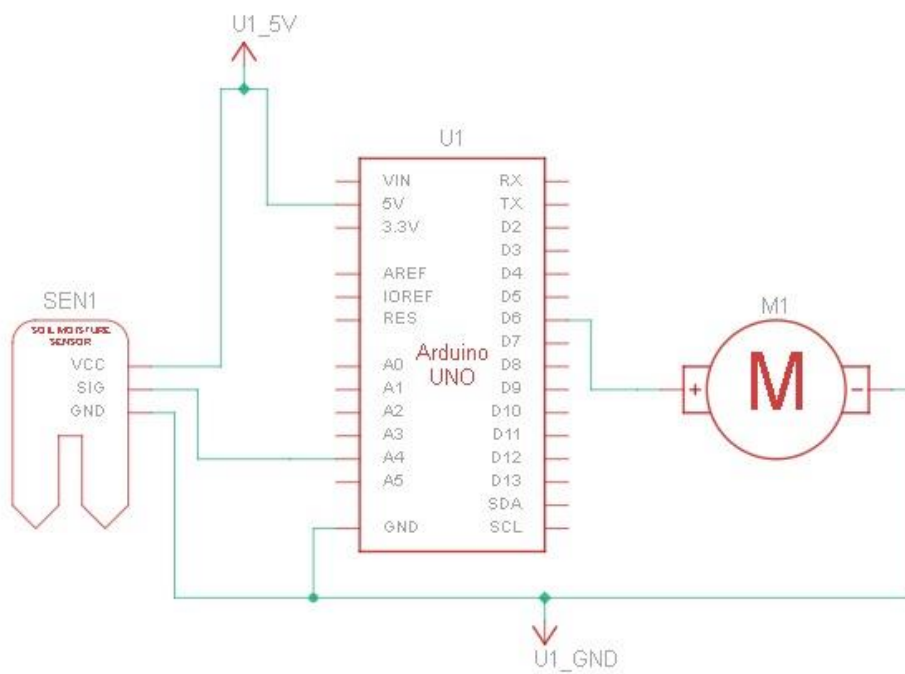 U1_5V
U1
VIN
5V
3.3V
AREF
IOREF
RES
A0
A1
A2
A3
A4
A5
GND
Arduino
UNO
RX
TX
D2
D3
D4
D5
D6
D7
D8
D9
D10
D11
D12
D13
SDA
SCL
SEN1
SOIL MOISTURE
SENSOR
VCC
SIG
GND
M1
+
M
-
U1_GND